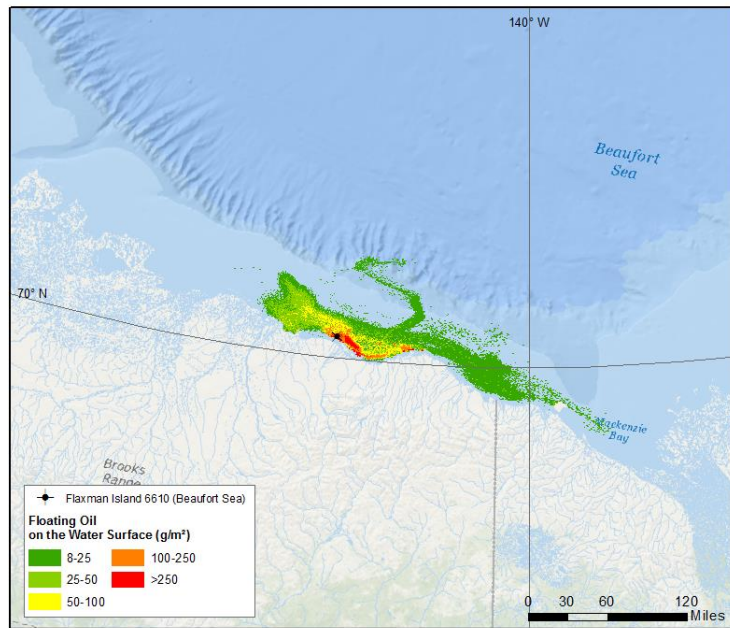 140° W
Beaufort
Sea
70° N
Mackenzie
Bay
Brooks
Range
Flaxman Island 6610 (Beaufort Sea)
Floating Oil
on the Water Surface (g/m²)
8-25
100-250
25-50
>250
50-100
0 30 60 120
Miles